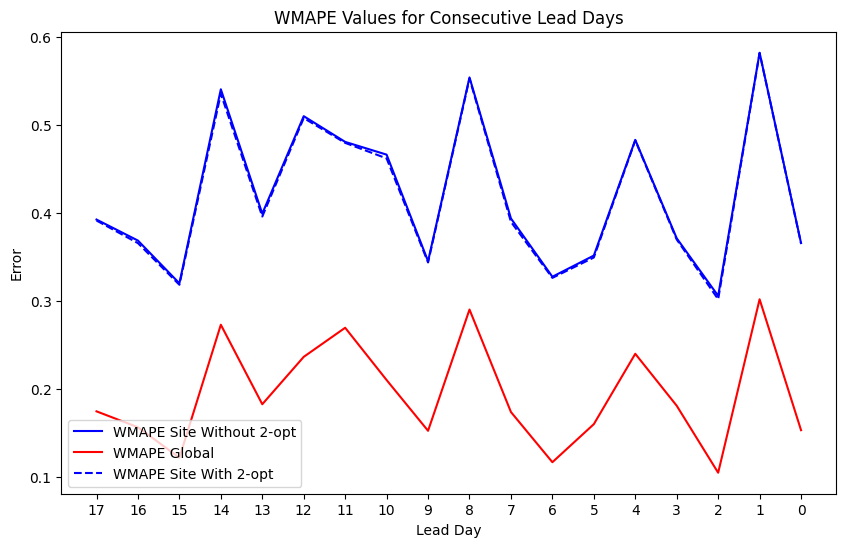 WMAPE Values for Consecutive Lead Days
0.6
0.5
0.4
0.3
0.2
0.1
Error
WMAPE Site Without 2-opt
WMAPE Global
WMAPE Site With 2-opt
17 16 15 14 13 12 11 10 9 8 7 6 5 4 3 2 1 0
Lead Day